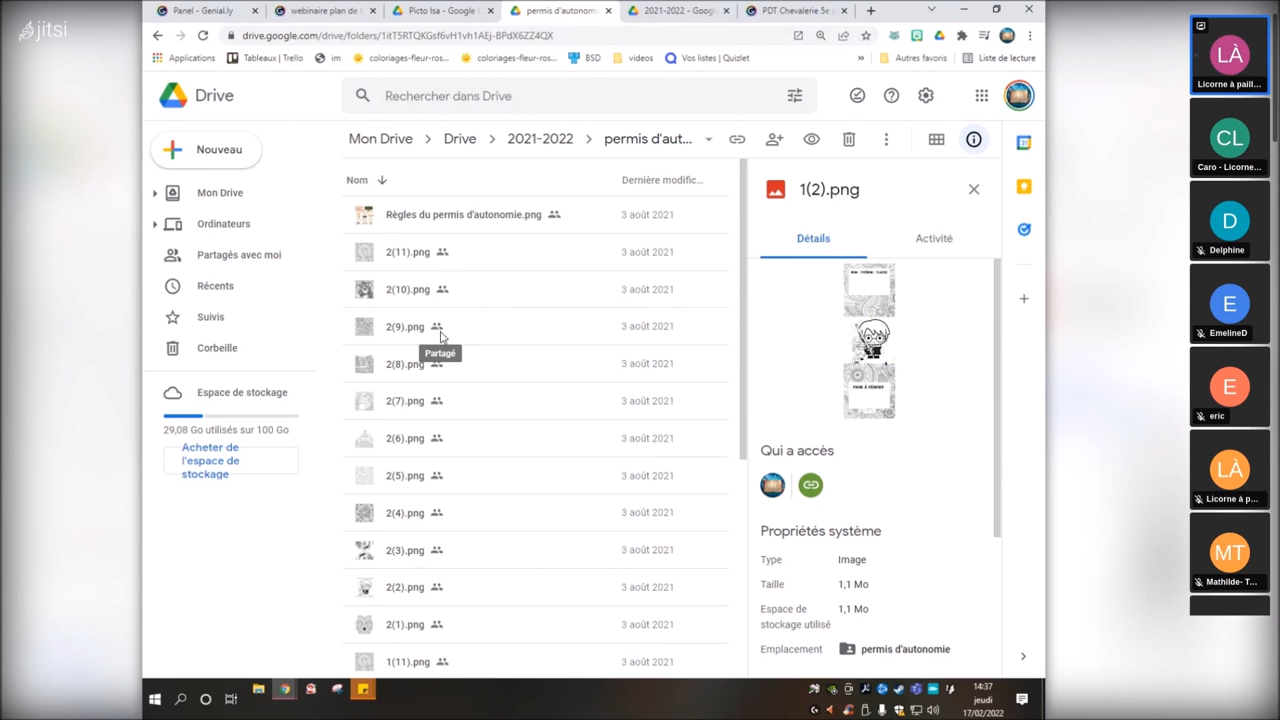 jitsi
Panel - Genial.ly
webinaire plan de t
Picto Isa - Google D
permis d'autonomi
2021-2022 - Google
PDT Chevalerie 5e p
drive.google.com/drive/folders/1itT5RTQKGsf6vH1vh1AEj-BPdX6ZZ4QX
Applications
Tableaux | Trello
im
coloriages-fleur-ros...
coloriages-fleur-ros...
BSD
videos
Vos listes | Quizlet
»
Autres favoris
Liste de lecture
Drive
Rechercher dans Drive
Nouveau
Mon Drive
Ordinateurs
Partagés avec moi
Récents
Suivis
Corbeille
Espace de stockage
29,08 Go utilisés sur 100 Go
Acheter de
l'espace de
stockage
Mon Drive > Drive > 2021-2022 > permis d'aut...
Nom
Dernière modific...
Règles du permis d'autonomie.png 3 août 2021
2(11).png 3 août 2021
2(10).png 3 août 2021
2(9).png 3 août 2021
Partagé
2(8).png 3 août 2021
2(7).png 3 août 2021
2(6).png 3 août 2021
2(5).png 3 août 2021
2(4).png 3 août 2021
2(3).png 3 août 2021
2(2).png 3 août 2021
2(1).png 3 août 2021
1(11).png 3 août 2021
1(2).png
Détails
Activité
NOM - PRÉNOM - CLASSE
FICHE À VÉRIFIER
Qui a accès
Propriétés système
Type Image
Taille 1,1 Mo
Espace de
stockage utilisé
1,1 Mo
Emplacement permis d'autonomie
14:37
jeudi
17/02/2022
LÀ
Licorne à paill...
CL
Caro - Licorne...
D
Delphine
E
EmelineD
E
eric
LÀ
Licorne à p...
MT
Mathilde- T...